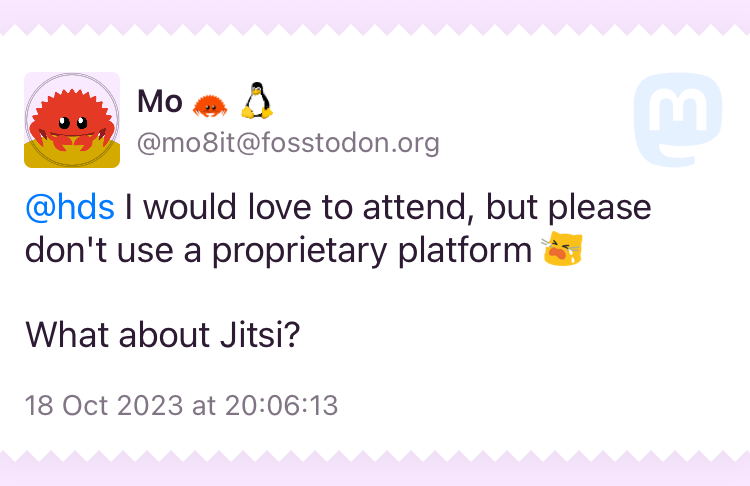 Mo 🦀 🐧
@mo8it@fosstodon.org
@hds I would love to attend, but please
don't use a proprietary platform 😿
What about Jitsi?
18 Oct 2023 at 20:06:13